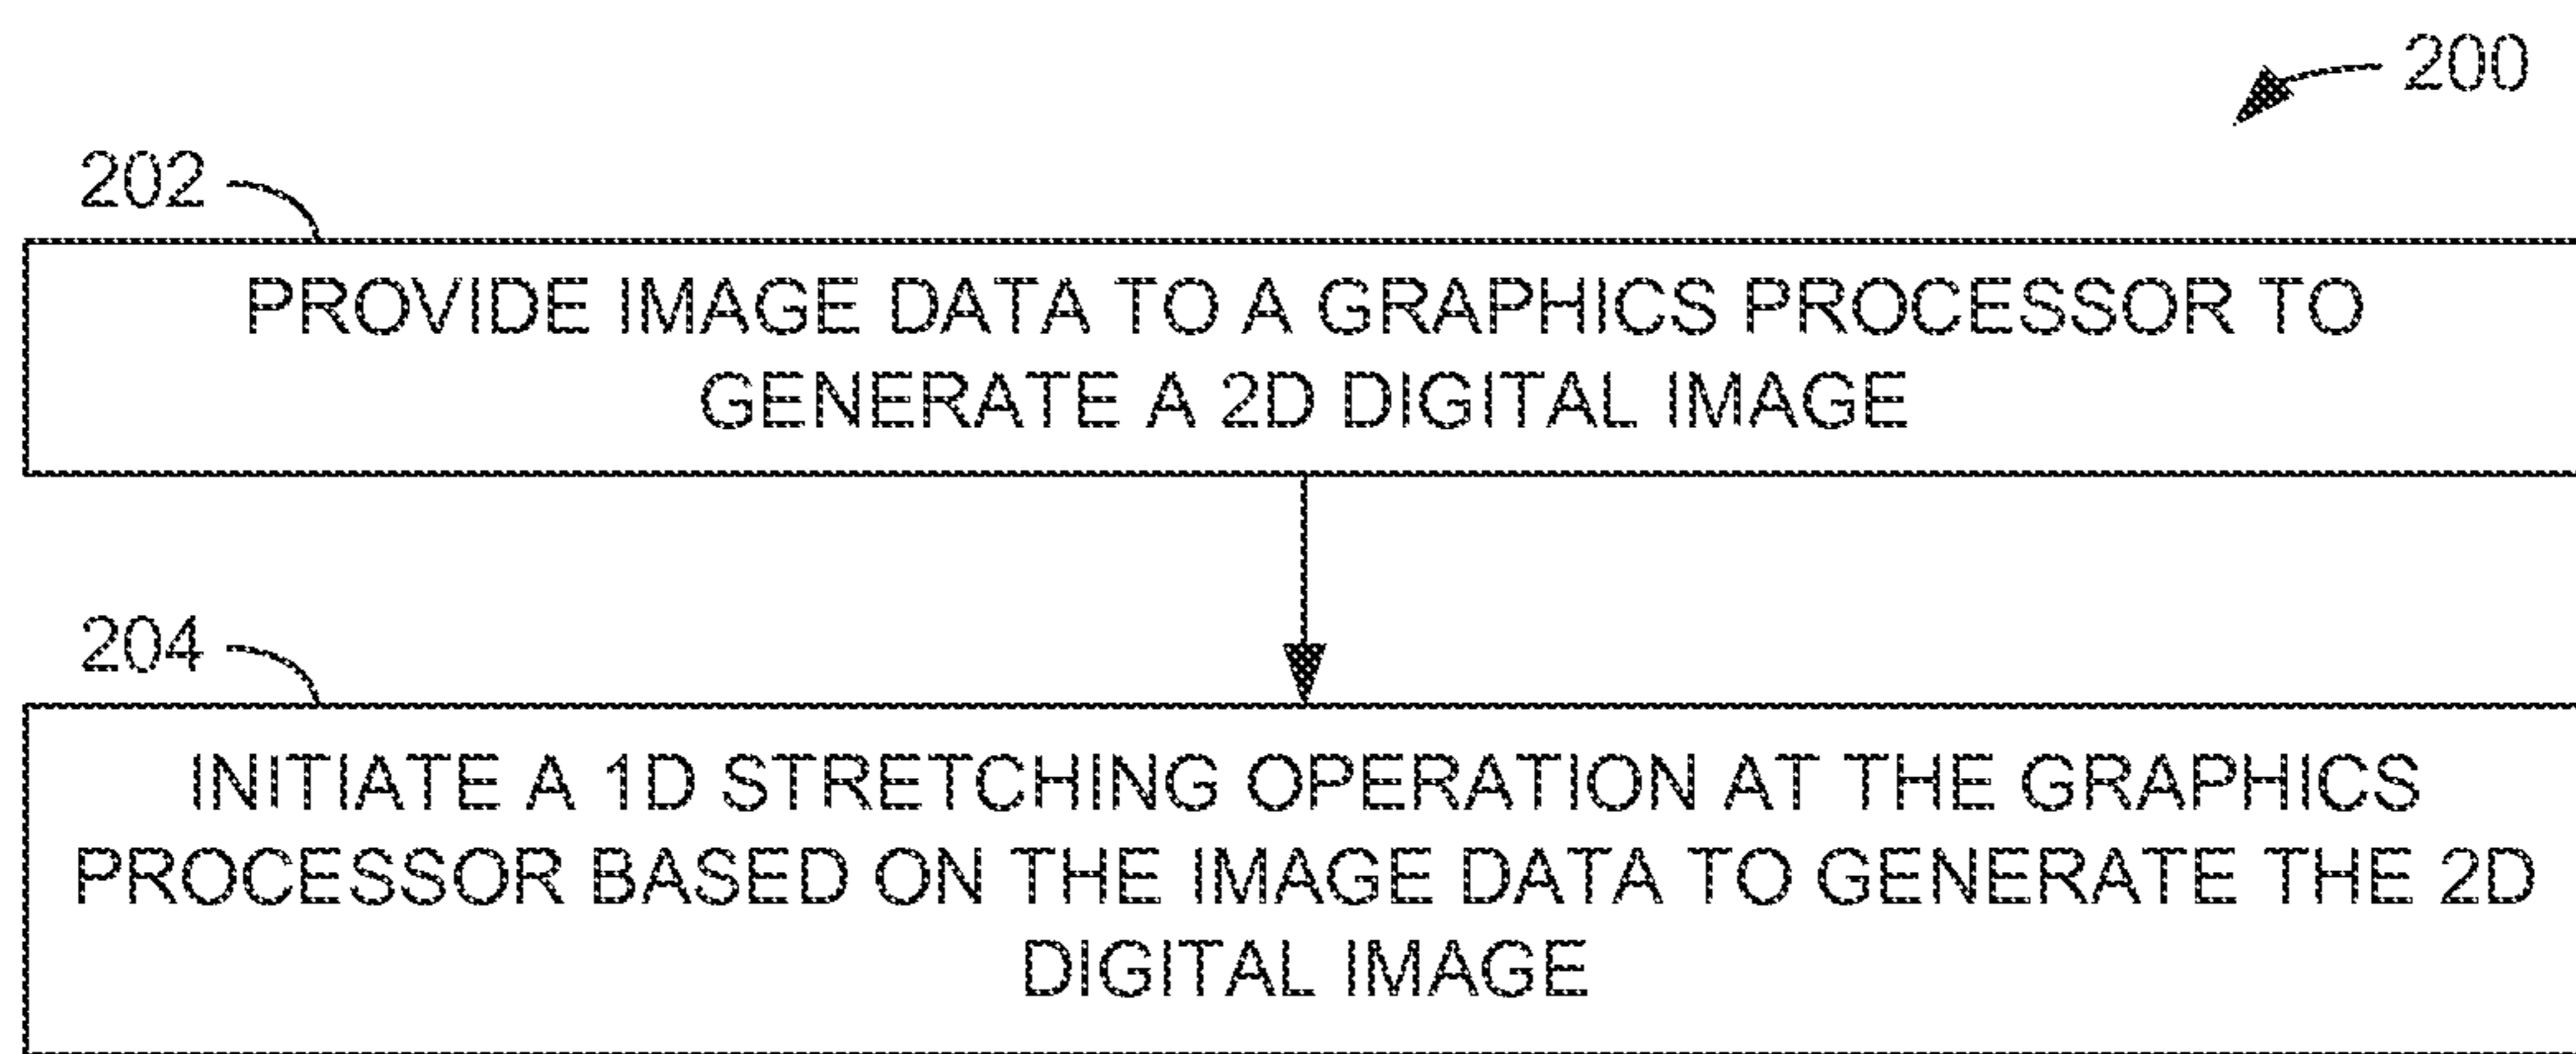 200
202
PROVIDE IMAGE DATA TO A GRAPHICS PROCESSOR TO
GENERATE A 2D DIGITAL IMAGE
204
INITIATE A 1D STRETCHING OPERATION AT THE GRAPHICS
PROCESSOR BASED ON THE IMAGE DATA TO GENERATE THE 2D
DIGITAL IMAGE